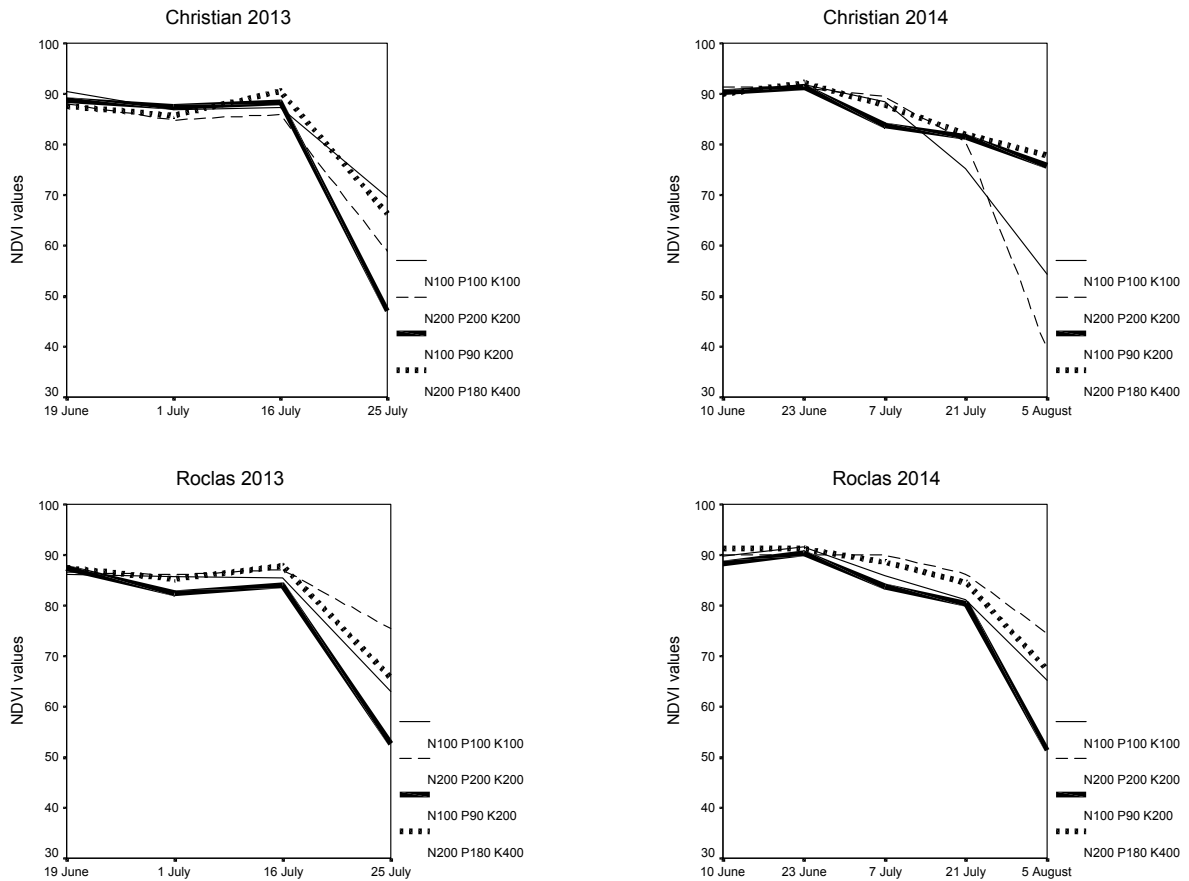 Christian 2013
100
90
80
70
60
50
40
30
NDVI values
19 June 1 July 16 July 25 July
N100 P100 K100
N200 P200 K200
N100 P90 K200
N200 P180 K400
Christian 2014
100
90
80
70
60
50
40
30
NDVI values
10 June 23 June 7 July 21 July 5 August
N100 P100 K100
N200 P200 K200
N100 P90 K200
N200 P180 K400
Roclas 2013
100
90
80
70
60
50
40
30
NDVI values
19 June 1 July 16 July 25 July
N100 P100 K100
N200 P200 K200
N100 P90 K200
N200 P180 K400
Roclas 2014
100
90
80
70
60
50
40
30
NDVI values
10 June 23 June 7 July 21 July 5 August
N100 P100 K100
N200 P200 K200
N100 P90 K200
N200 P180 K400